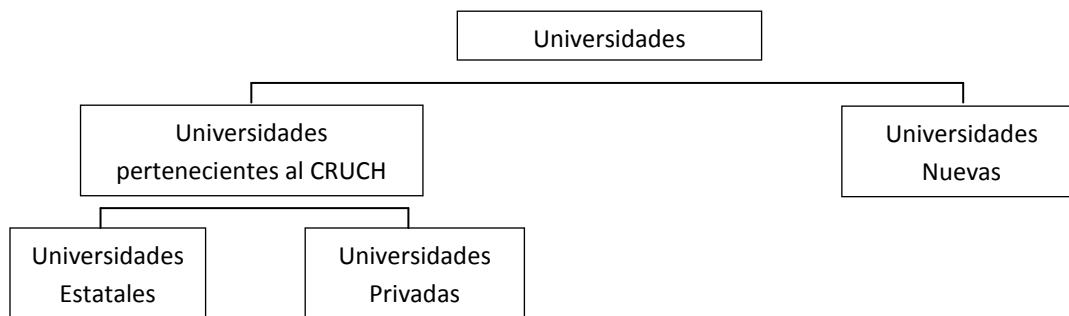 Universidades
Universidades
pertenecientes al CRUCH
Universidades
Nuevas
Universidades
Estatales
Universidades
Privadas